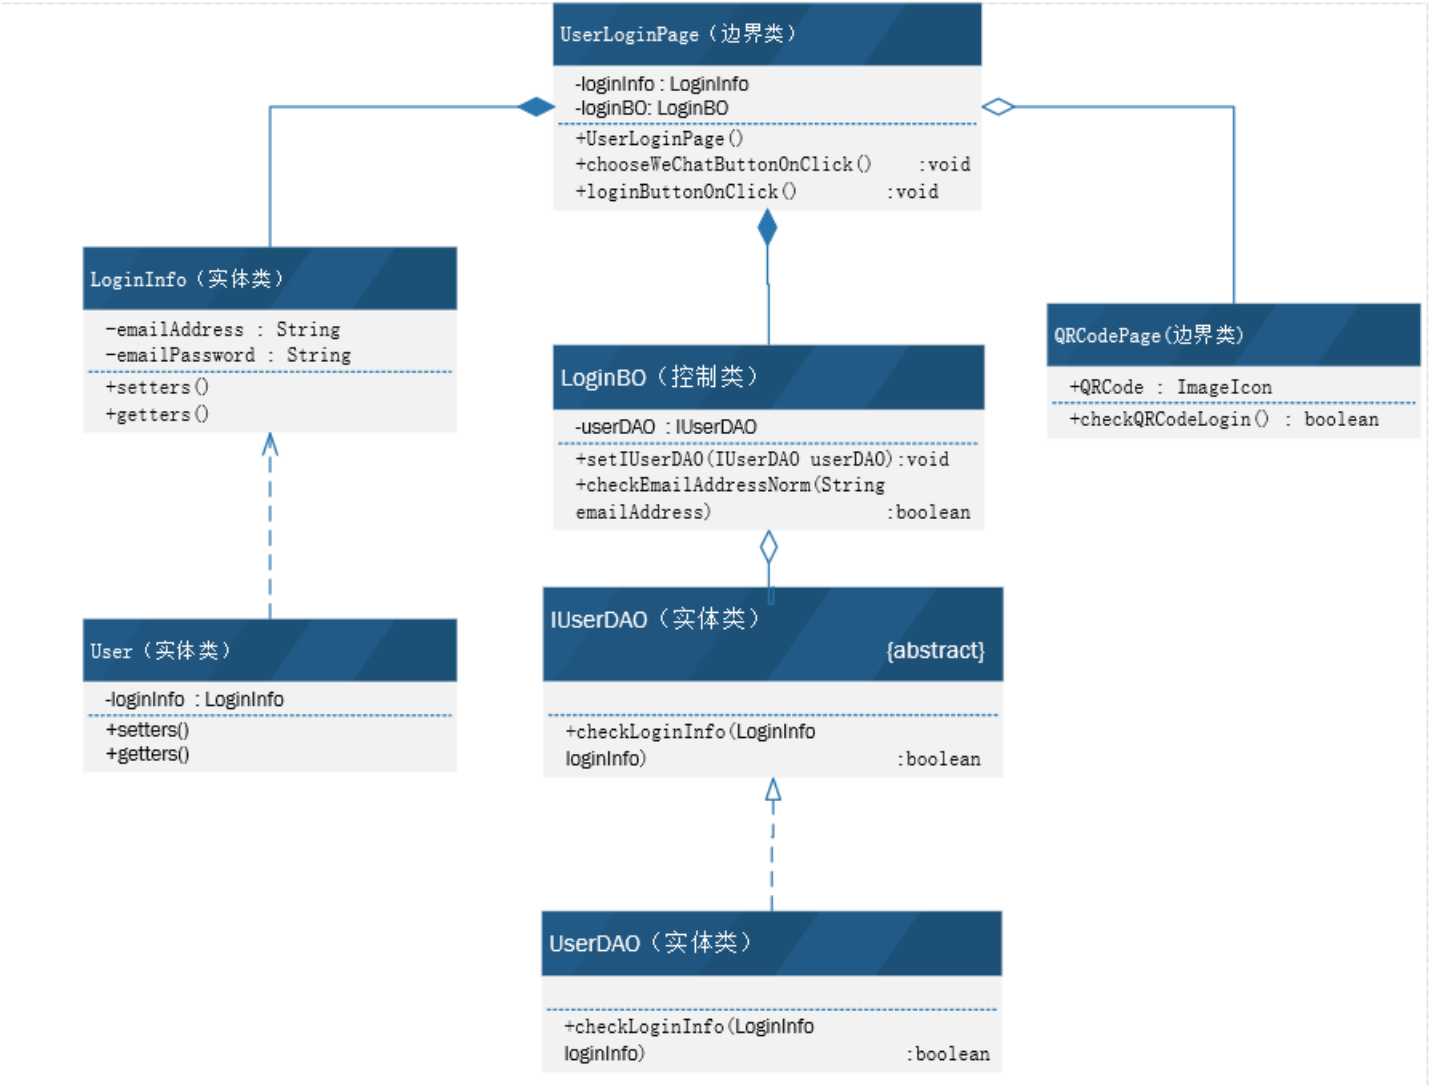 UserLoginPage（边界类）
-loginInfo : LoginInfo
-loginBO: LoginBO
+UserLoginPage()
+chooseWeChatButtonOnClick() :void
+loginButtonOnClick() :void
LoginInfo（实体类）
-emailAddress : String
-emailPassword : String
+setters()
+getters()
QRCodePage(边界类)
+QRCode : ImageIcon
+checkQRCodeLogin() : boolean
LoginBO（控制类）
-userDAO : IUserDAO
+setIUserDAO(IUserDAO userDAO):void
+checkEmailAddressNorm(String
emailAddress) :boolean
User（实体类）
-loginInfo : LoginInfo
+setters()
+getters()
IUserDAO（实体类）
{abstract}
+checkLoginInfo(LoginInfo
loginInfo) :boolean
UserDAO（实体类）
+checkLoginInfo(LoginInfo
loginInfo) :boolean